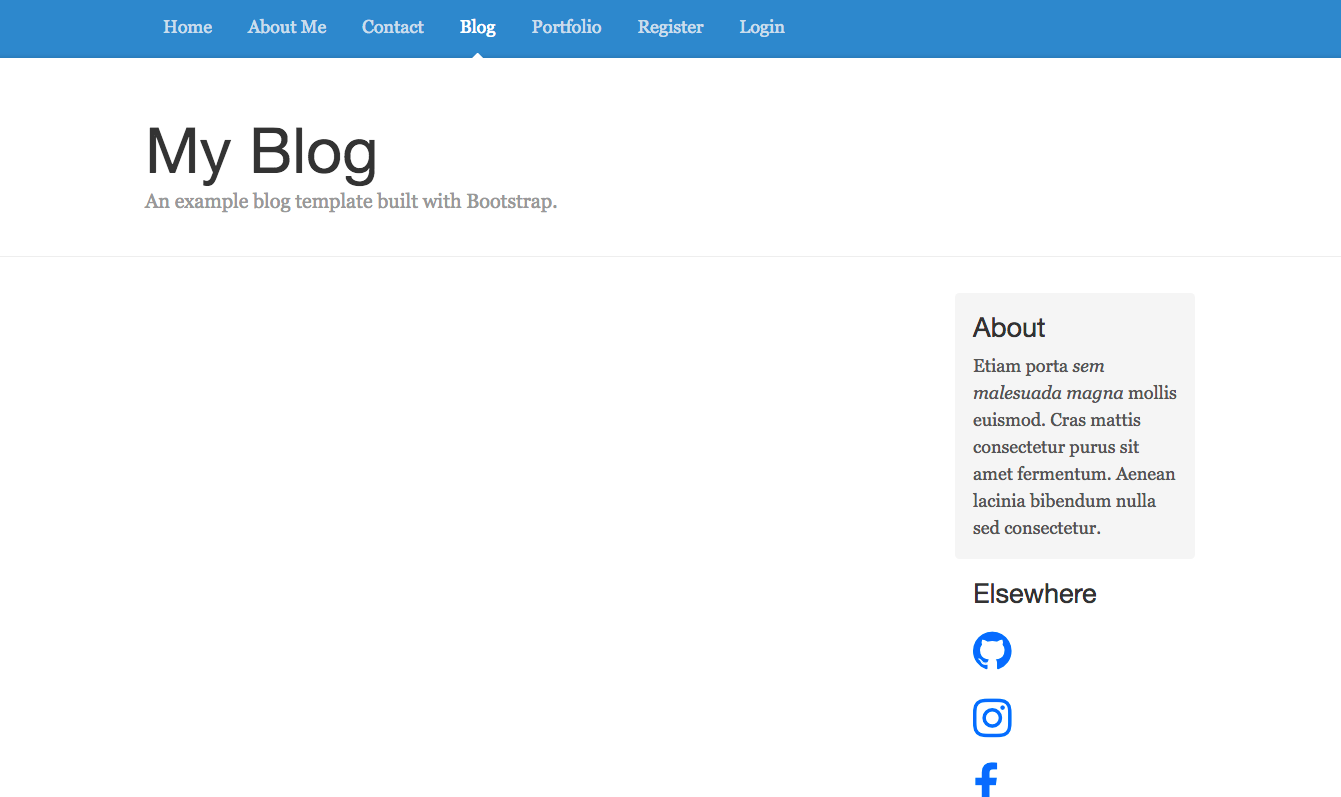 Home About Me Contact Blog Portfolio Register Login
My Blog
An example blog template built with Bootstrap.
About
Etiam porta sem
malesuada magna mollis
euismod. Cras mattis
consectetur purus sit
amet fermentum. Aenean
lacinia bibendum nulla
sed consectetur.
Elsewhere